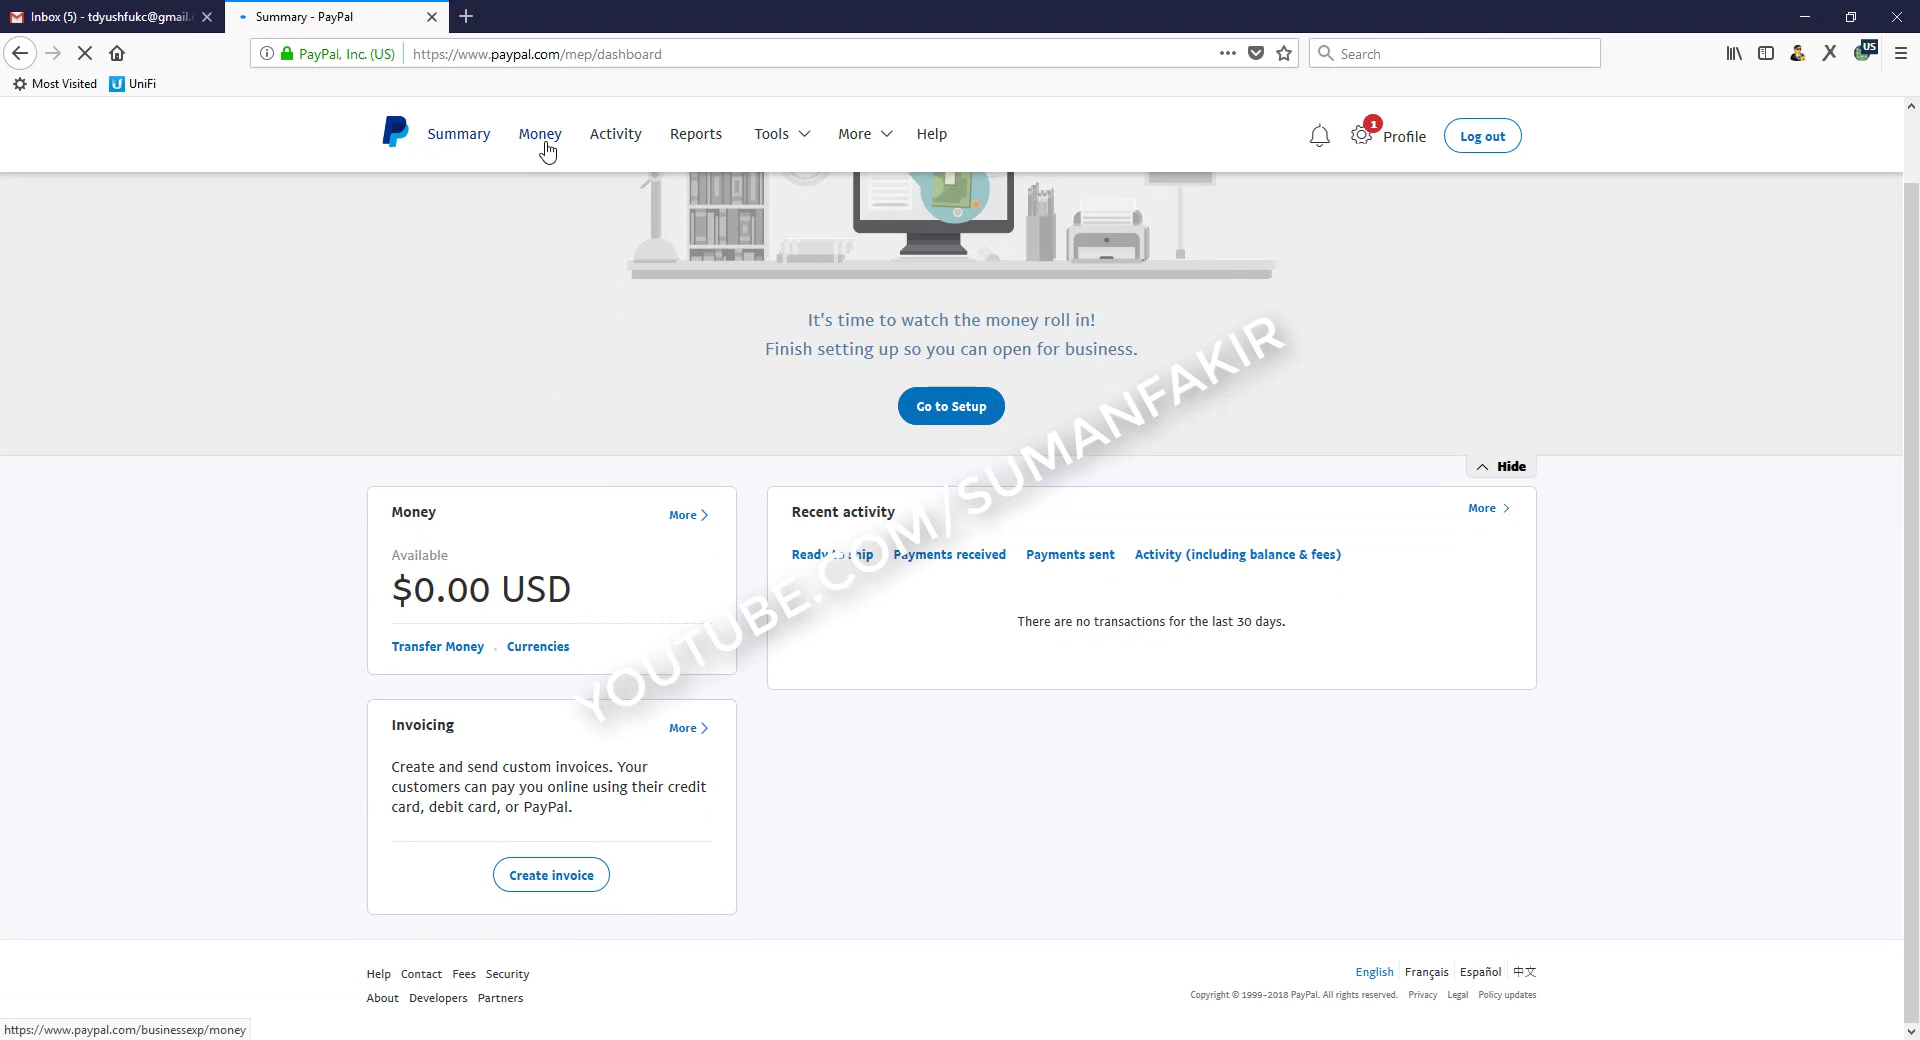 Inbox (5) - tdyushfukc@gmail.c
Summary - PayPal
PayPal, Inc. (US)
https://www.paypal.com/mep/dashboard
Search
US
Most Visited
UniFi
Summary
Money
Activity
Reports
Tools
More
Help
1
Profile
Log out
It's time to watch the money roll in!
Finish setting up so you can open for business.
Go to Setup
Hide
Money
More
Available
$0.00 USD
Transfer Money
Currencies
Recent activity
More
Ready to ship
Payments received
Payments sent
Activity (including balance & fees)
There are no transactions for the last 30 days.
Invoicing
More
Create and send custom invoices. Your
customers can pay you online using their credit
card, debit card, or PayPal.
Create invoice
YOUTUBE.COM/SUMANFAKIR
Help Contact Fees Security
About Developers Partners
English Français Español 中文
Copyright © 1999-2018 PayPal. All rights reserved. Privacy Legal Policy updates
https://www.paypal.com/businessexp/money